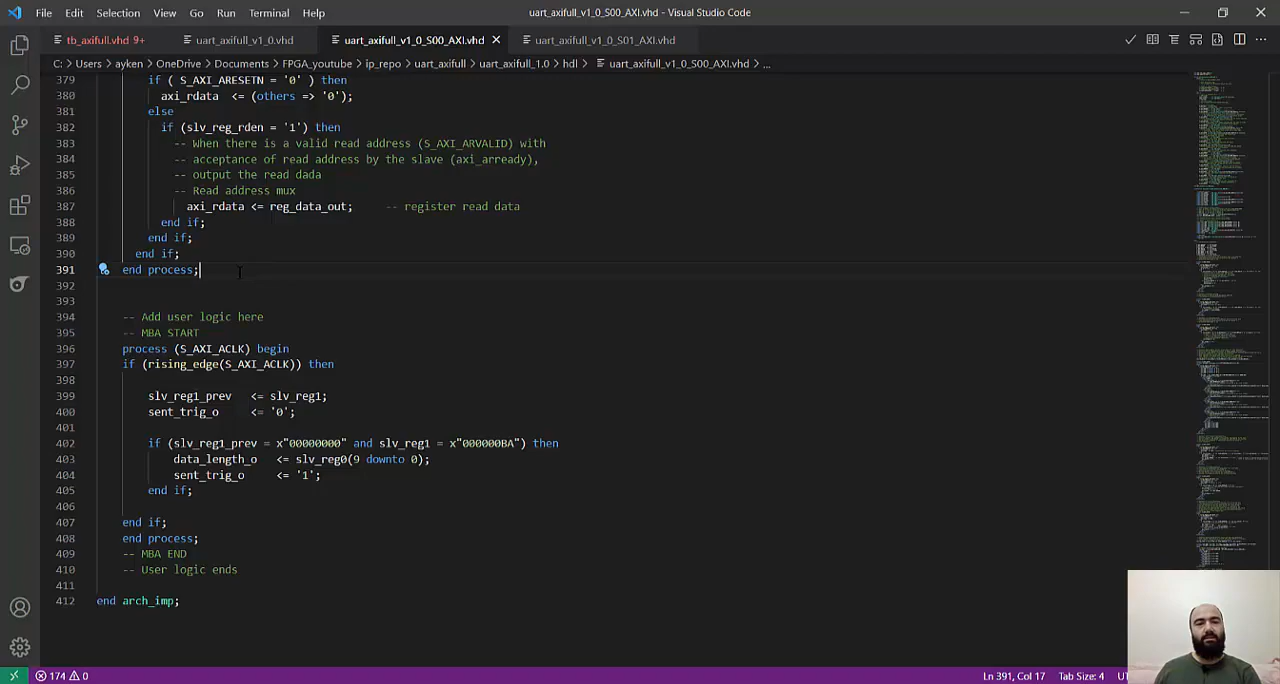 File Edit Selection View Go Run Terminal Help
uart_axifull_v1_0_S00_AXI.vhd - Visual Studio Code
tb_axifull.vhd 9+ uart_axifull_v1_0.vhd uart_axifull_v1_0_S00_AXI.vhd uart_axifull_v1_0_S01_AXI.vhd
C: > Users > ayken > OneDrive > Documents > FPGA_youtube > ip_repo > uart_axifull > uart_axifull_1.0 > hdl > uart_axifull_v1_0_S00_AXI.vhd > ...
379 if ( S_AXI_ARESETN = '0' ) then
380 axi_rdata <= (others => '0');
381 else
382 if (slv_reg_rden = '1') then
383 -- When there is a valid read address (S_AXI_ARVALID) with
384 -- acceptance of read address by the slave (axi_arready),
385 -- output the read dada
386 -- Read address mux
387 axi_rdata <= reg_data_out; -- register read data
388 end if;
389 end if;
390 end if;
391 end process;
392
393
394 -- Add user logic here
395 -- MBA START
396 process (S_AXI_ACLK) begin
397 if (rising_edge(S_AXI_ACLK)) then
398
399 slv_reg1_prev <= slv_reg1;
400 sent_trig_o <= '0';
401
402 if (slv_reg1_prev = x"00000000" and slv_reg1 = x"000000BA") then
403 data_length_o <= slv_reg0(9 downto 0);
404 sent_trig_o <= '1';
405 end if;
406
407 end if;
408 end process;
409 -- MBA END
410 -- User logic ends
411
412 end arch_imp;
174 0 Ln 391, Col 17 Tab Size: 4